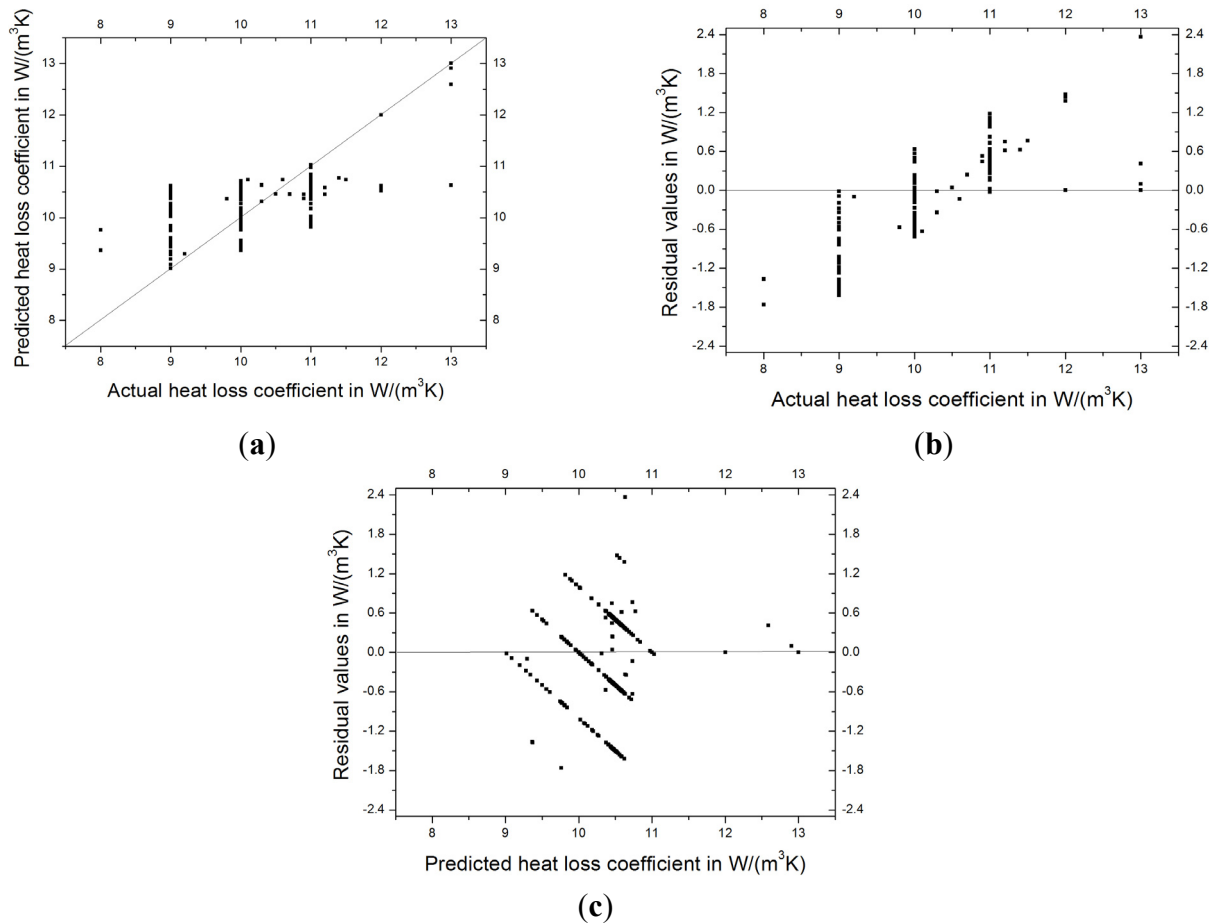 8 9 10 11 12 13
Predicted heat loss coefficient in W/(m³K)
13 13
12 12
11 11
10 10
9 9
8 8
8 9 10 11 12 13
Actual heat loss coefficient in W/(m³K)
(a)
8 9 10 11 12 13
Residual values in W/(m³K)
2.4 2.4
1.8 1.8
1.2 1.2
0.6 0.6
0.0 0.0
-0.6 -0.6
-1.2 -1.2
-1.8 -1.8
-2.4 -2.4
8 9 10 11 12 13
Actual heat loss coefficient in W/(m³K)
(b)
8 9 10 11 12 13
Residual values in W/(m³K)
2.4 2.4
1.8 1.8
1.2 1.2
0.6 0.6
0.0 0.0
-0.6 -0.6
-1.2 -1.2
-1.8 -1.8
-2.4 -2.4
8 9 10 11 12 13
Predicted heat loss coefficient in W/(m³K)
(c)